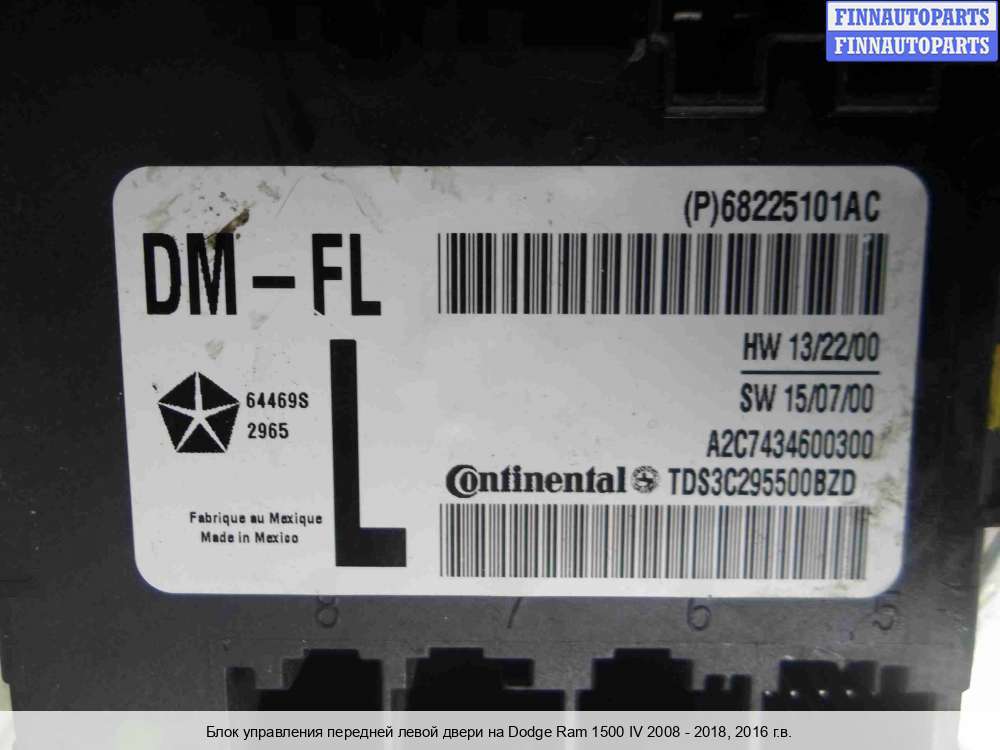 FINNAUTOPARTS
FINNAUTOPARTS
(P)68225101AC
DM-FL
HW 13/22/00
SW 15/07/00
64469S
2965
L
A2C7434600300
Continental TDS3C295500BZD
Fabrique au Mexique
Made in Mexico
8 7 6 5
Блок управления передней левой двери на Dodge Ram 1500 IV 2008 - 2018, 2016 г.в.